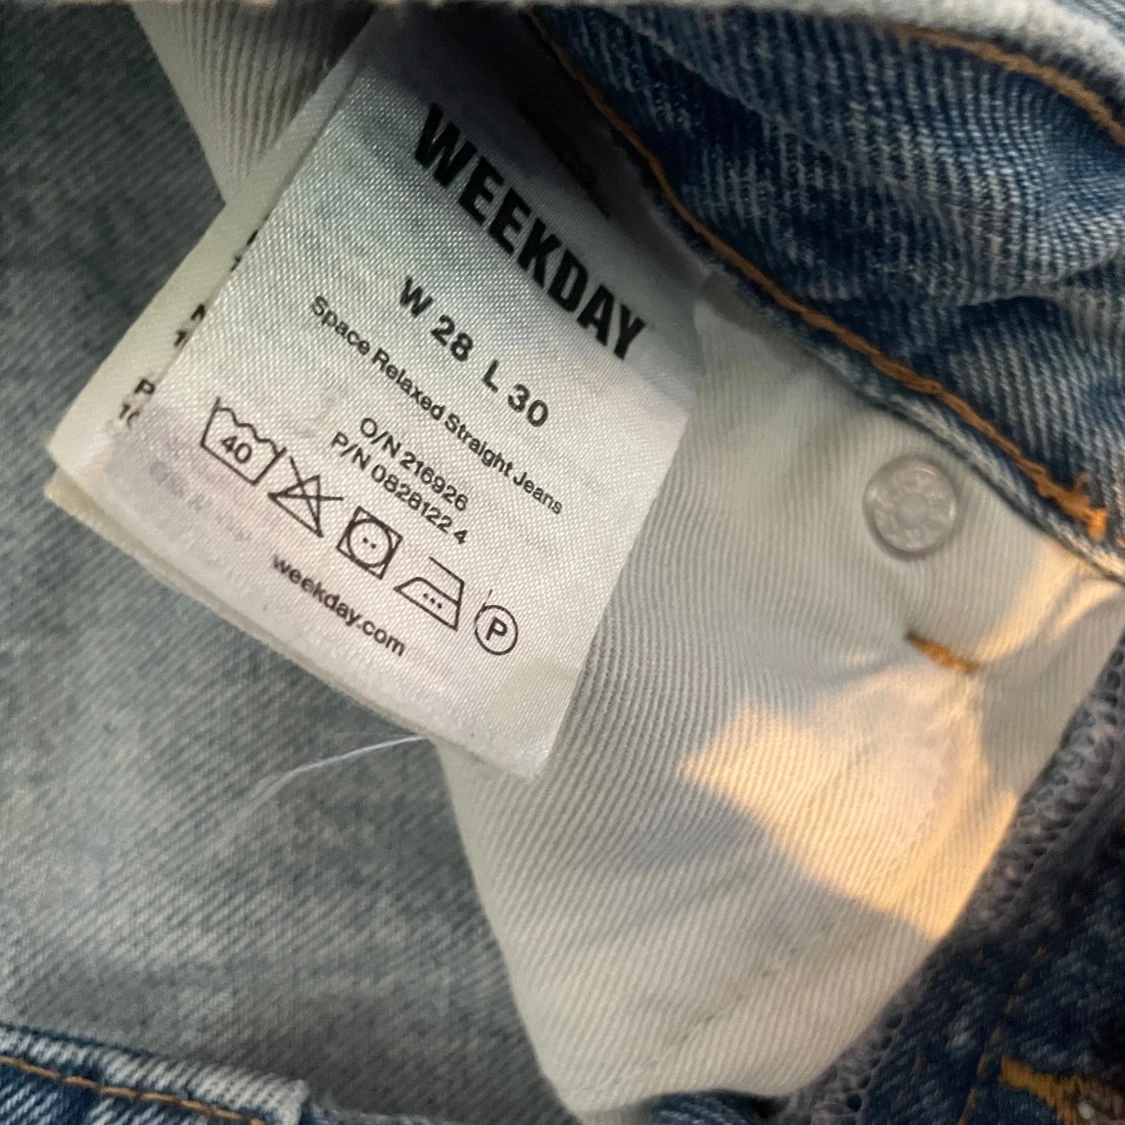 WEEKDAY
W 28 L 30
Space Relaxed Straight Jeans
O/N 216926
P/N 0828122 4
40
P
weekday.com